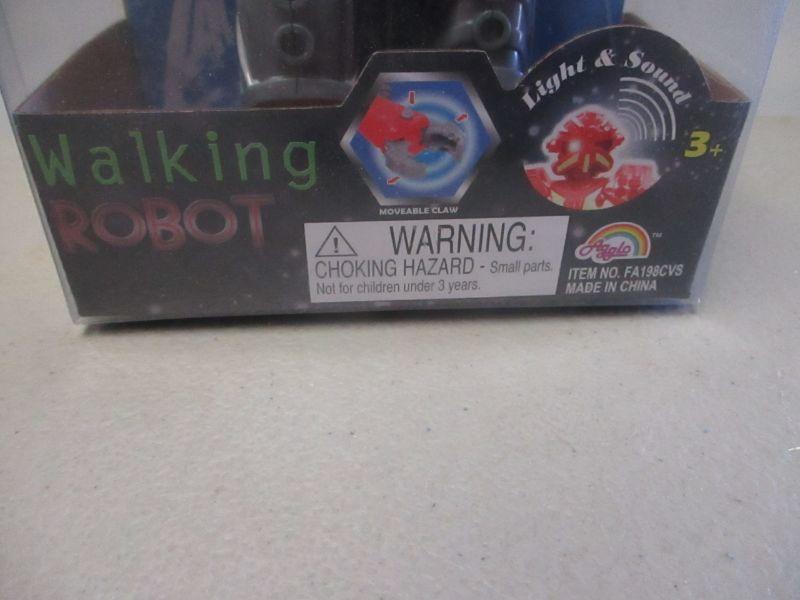 Walking
ROBOT
MOVEABLE CLAW
Light & Sound
3+
WARNING:
CHOKING HAZARD - Small parts.
Not for children under 3 years.
Agglo TM
ITEM NO. FA198CVS
MADE IN CHINA